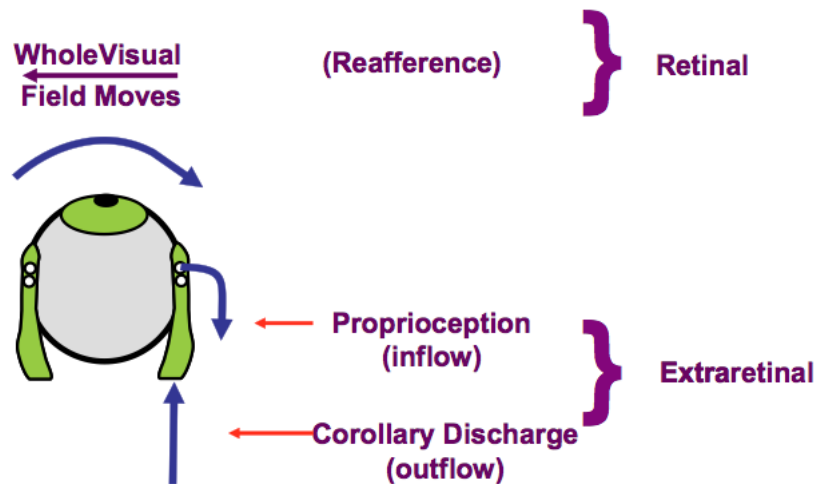 WholeVisual
Field Moves
(Reafference)
Retinal
Proprioception
(inflow)
Extraretinal
Corollary Discharge
(outflow)